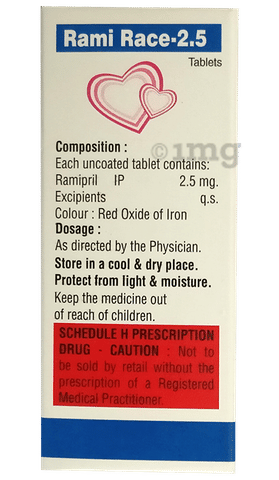 Rami Race-2.5
Tablets
1mg
Composition :
Each uncoated tablet contains:
Ramipril IP 2.5 mg.
Excipients q.s.
Colour : Red Oxide of Iron
Dosage :
As directed by the Physician.
Store in a cool & dry place.
Protect from light & moisture.
Keep the medicine out
of reach of children.
SCHEDULE H PRESCRIPTION
DRUG - CAUTION : Not to
be sold by retail without the
prescription of a Registered
Medical Practitioner.